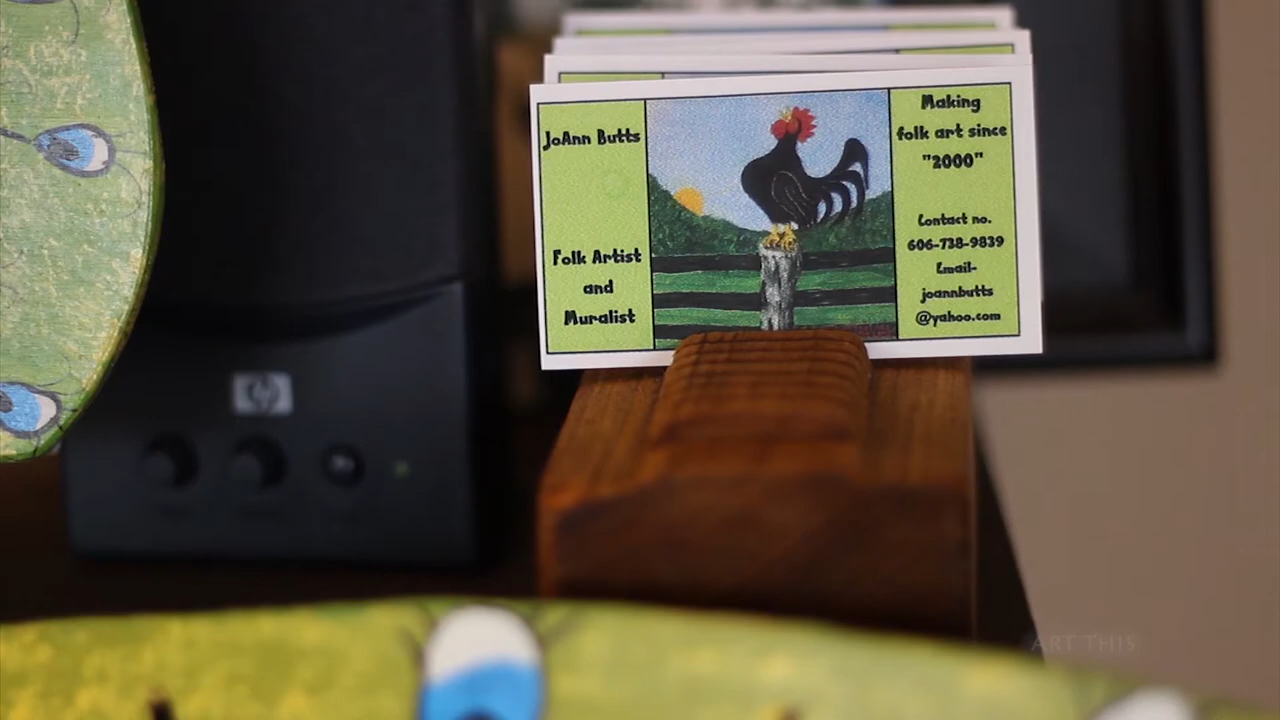 JoAnn Butts
Folk Artist
and
Muralist
Making
folk art since
"2000"
Contact no.
606-738-9839
Email-
joannbutts
@yahoo.com
hp
ART THIS